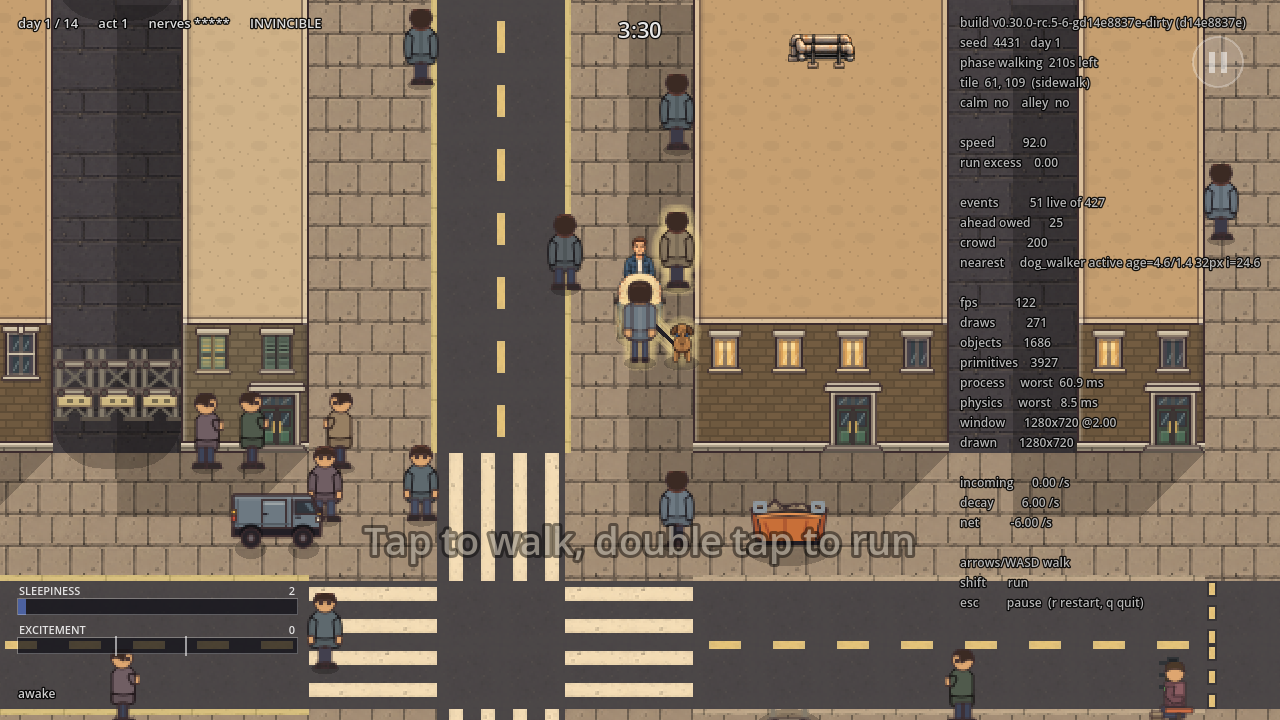 day 1 / 14 act 1 nerves ***** INVINCIBLE
3:30
build v0.30.0-rc.5-6-gd14e8837e-dirty (d14e8837e)
seed 4431 day 1
phase walking 210s left
tile 61, 109 (sidewalk)
calm no alley no
speed 92.0
run excess 0.00
events 51 live of 427
ahead owed 25
crowd 200
nearest dog_walker active age=4.6/1.4 32px i=24.6
fps 122
draws 271
objects 1686
primitives 3927
process worst 60.9 ms
physics worst 8.5 ms
window 1280x720 @2.00
drawn 1280x720
incoming 0.00 /s
decay 6.00 /s
net -6.00 /s
arrows/WASD walk
shift run
esc pause (r restart, q quit)
Tap to walk, double tap to run
SLEEPINESS 2
EXCITEMENT 0
awake